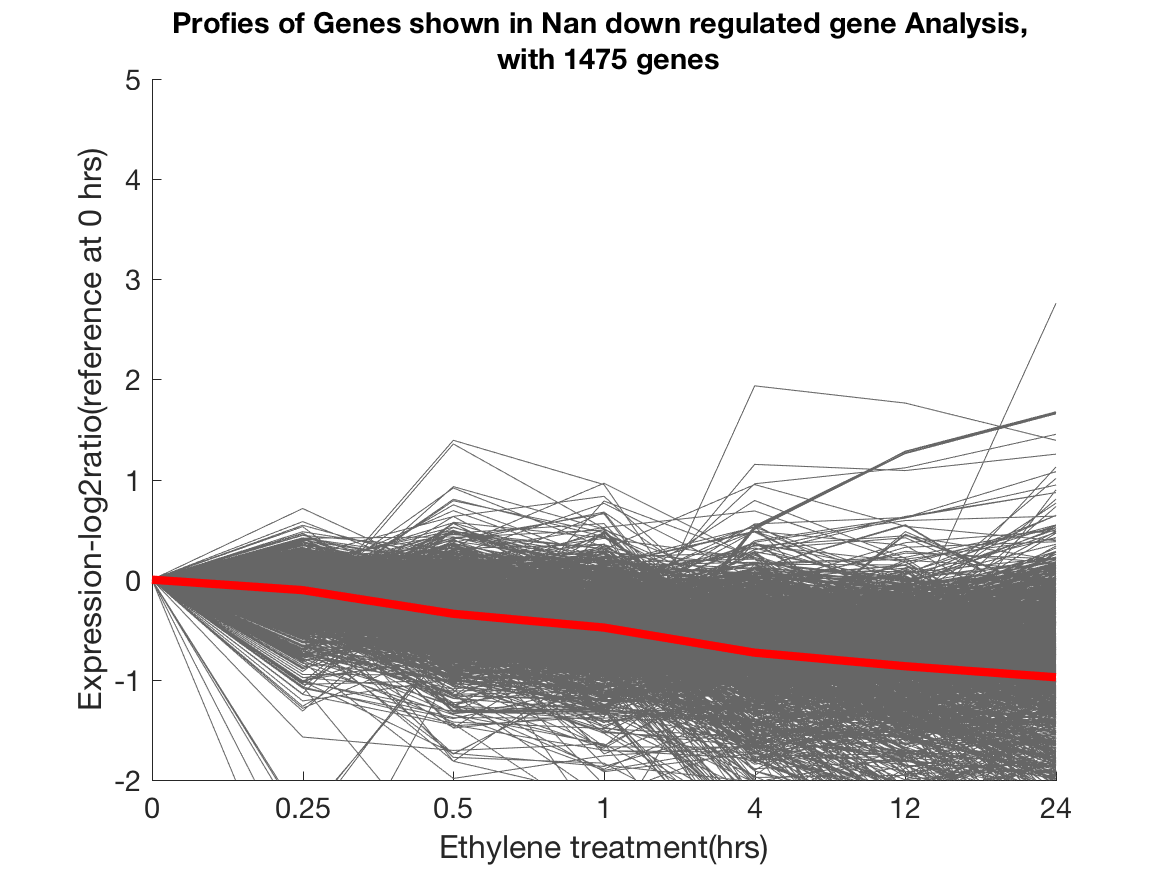 Profies of Genes shown in Nan down regulated gene Analysis,
with 1475 genes
Expression-log2ratio(reference at 0 hrs)
5
4
3
2
1
0
-1
-2
0 0.25 0.5 1 4 12 24
Ethylene treatment(hrs)